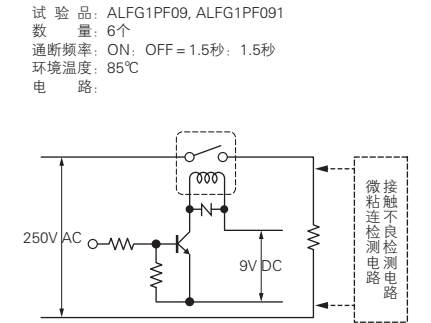 试 验 品：ALFG1PF09, ALFG1PF091
数 量：6个
通断频率：ON：OFF = 1.5秒：1.5秒
环境温度：85℃
电 路：
250V AC
9V DC
接触不良检测电路
微粘连检测电路